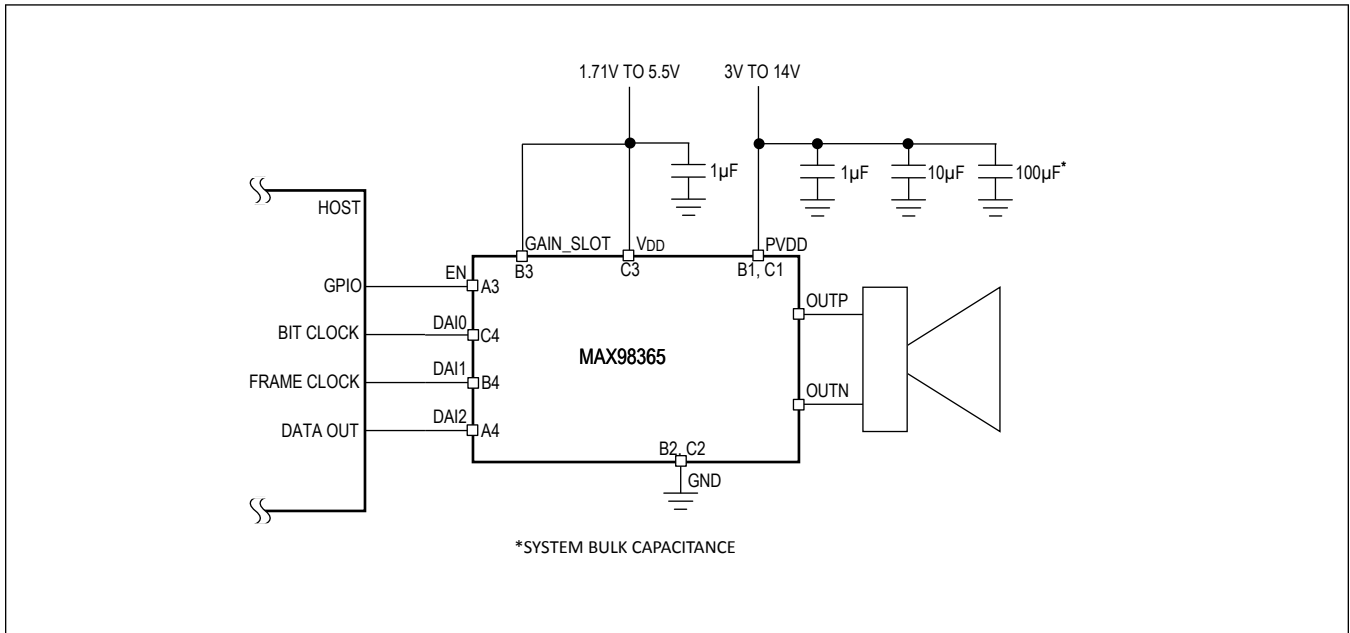 1.71V TO 5.5V
3V TO 14V
1µF
1µF
10µF
100µF*
HOST
GAIN_SLOT
VDD
PVDD
B3
C3
B1, C1
GPIO
EN
A3
BIT CLOCK
DAI0
C4
FRAME CLOCK
DAI1
B4
DATA OUT
DAI2
A4
MAX98365
OUTP
OUTN
B2, C2
GND
*SYSTEM BULK CAPACITANCE